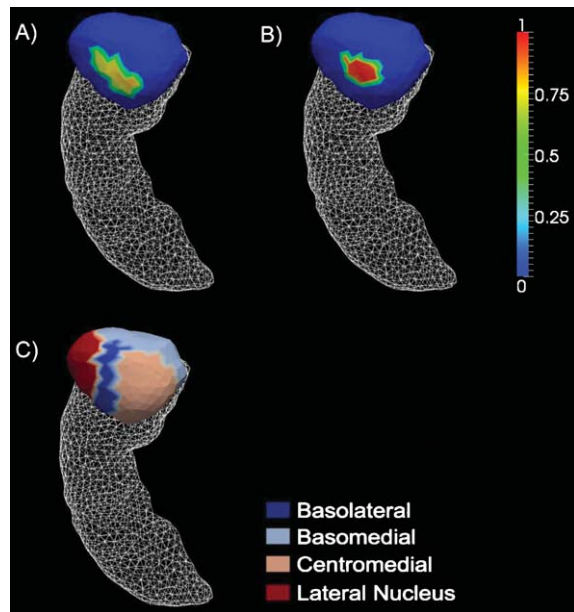 A)
B)
1
0.75
0.5
0.25
0
C)
Basolateral
Basomedial
Centromedial
Lateral Nucleus